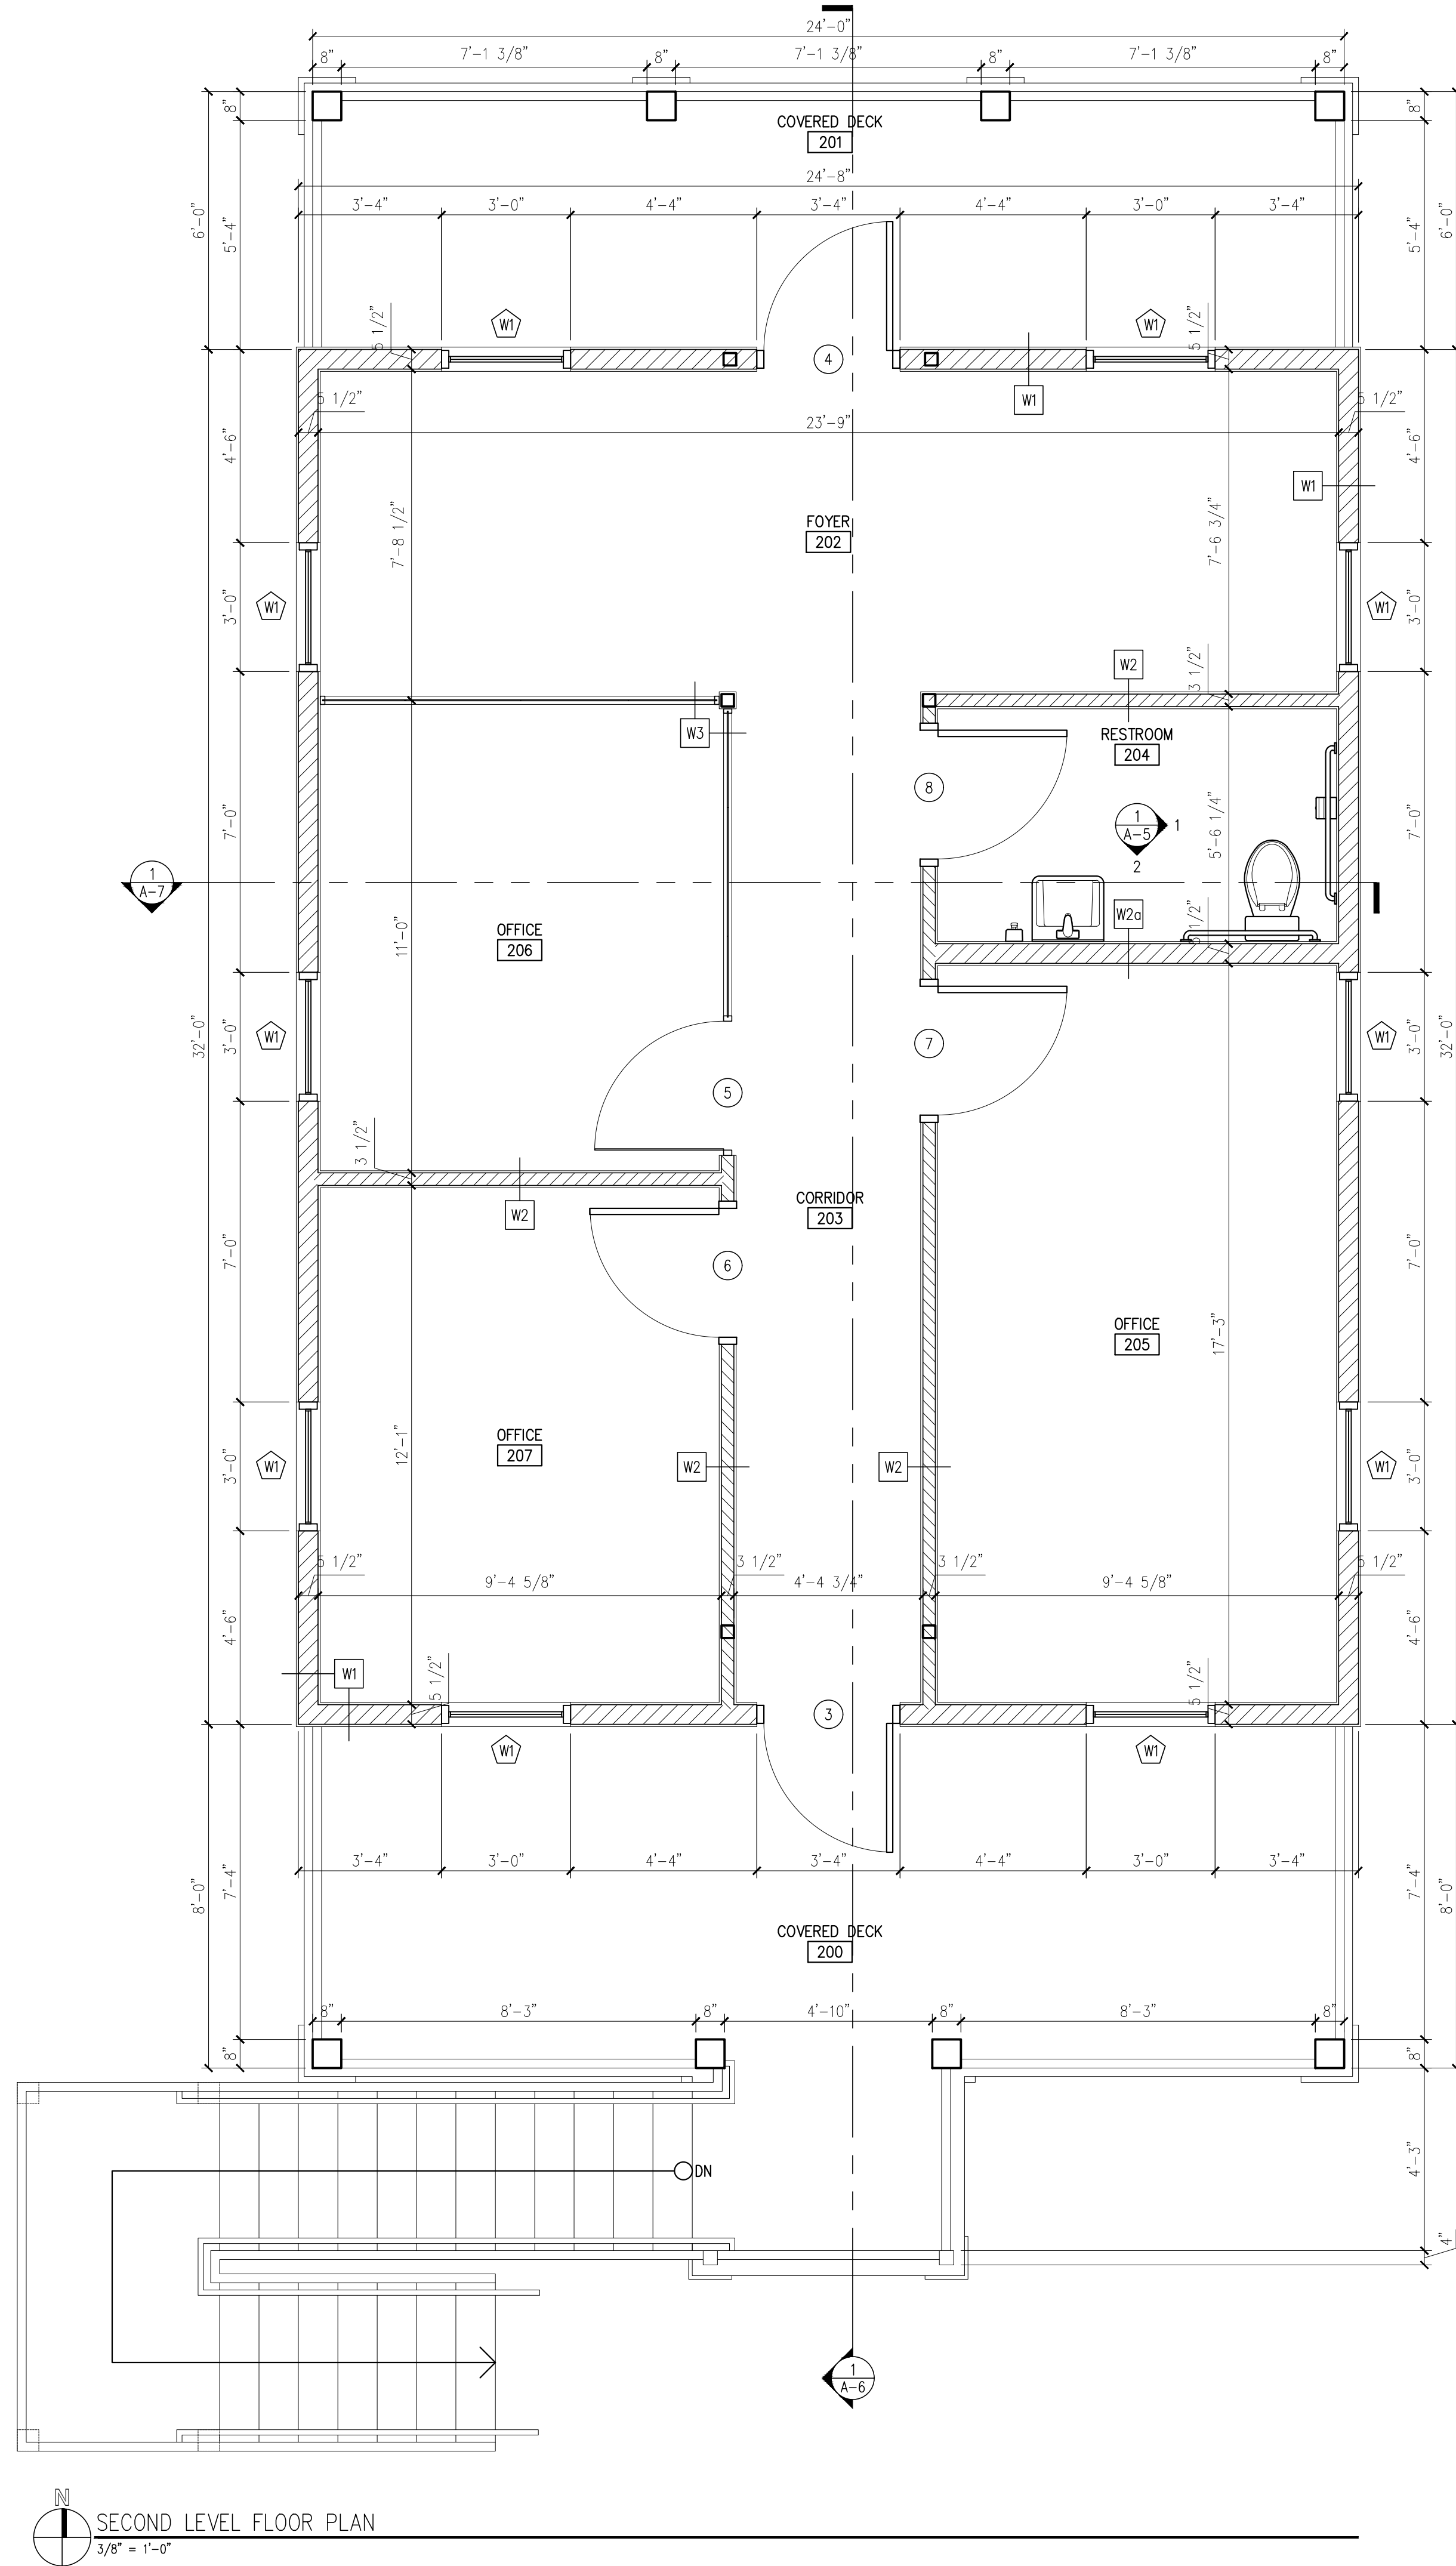 24'-0"
8" 7'-1 3/8" 8" 7'-1 3/8" 8" 7'-1 3/8" 8"
8" 8"
COVERED DECK
201
24'-8"
3'-4" 3'-0" 4'-4" 3'-4" 4'-4" 3'-0" 3'-4"
6'-0" 5'-4" 5'-4" 6'-0"
5 1/2" W1 W1 5 1/2"
4
W1
5 1/2" 5 1/2"
23'-9"
4'-6" 4'-6"
W1
7'-8 1/2" FOYER 7'-6 3/4"
202
W1 3'-0" 3'-0" W1
W2 3 1/2"
W3 RESTROOM
204
8
7'-0" 5'-6 1/4" 7'-0"
1 1
A-5
2
1
A-7
W2a 5 1/2"
OFFICE 11'-0"
206
32'-0" 3'-0" W1 7 W1 3'-0" 32'-0"
5
3 1/2"
W2
CORRIDOR
203
7'-0" 7'-0"
6
OFFICE 17'-3"
205
OFFICE 12'-1"
207
W1 3'-0" W2 W2 3'-0" W1
5 1/2" 3 1/2" 3 1/2" 5 1/2"
9'-4 5/8" 4'-4 3/4" 9'-4 5/8"
4'-6" 4'-6"
W1 5 1/2" 5 1/2"
3
W1 W1
3'-4" 3'-0" 4'-4" 3'-4" 4'-4" 3'-0" 3'-4"
8'-0" 7'-4" 7'-4" 8'-0"
COVERED DECK
200
8" 8'-3" 8" 4'-10" 8" 8'-3" 8"
8" 8"
DN
4'-3"
4"
1
A-6
N
SECOND LEVEL FLOOR PLAN
3/8" = 1'-0"